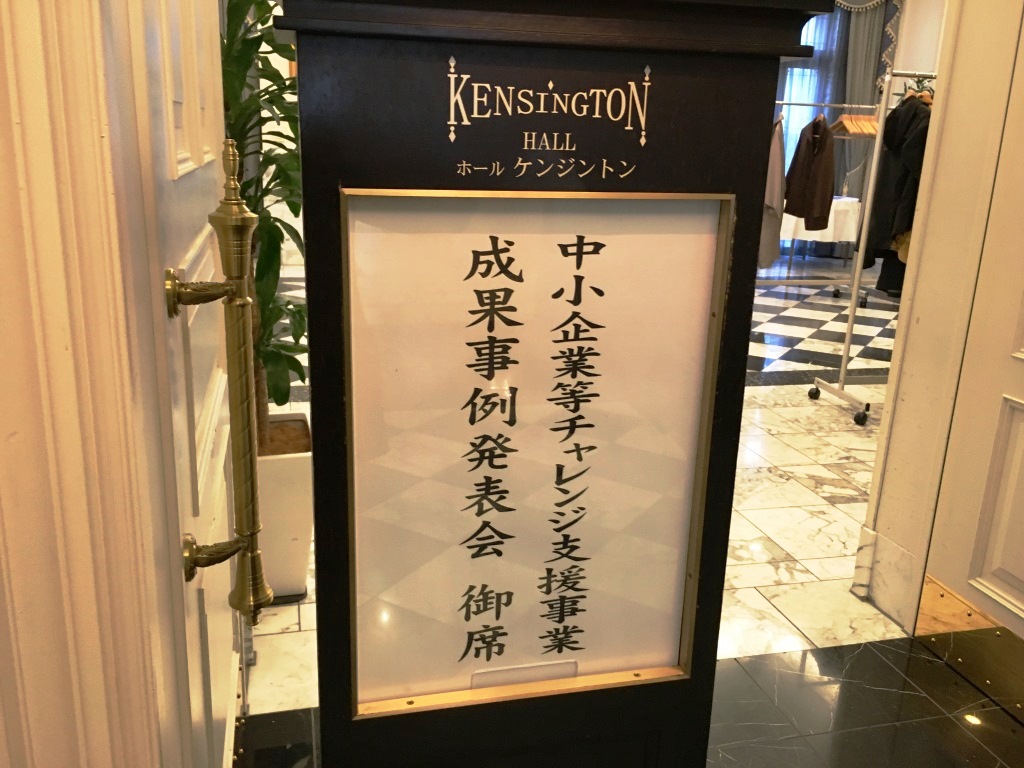 KENSINGTON
HALL
ホール ケンジントン
中小企業等チャレンジ支援事業
成果事例発表会 御席